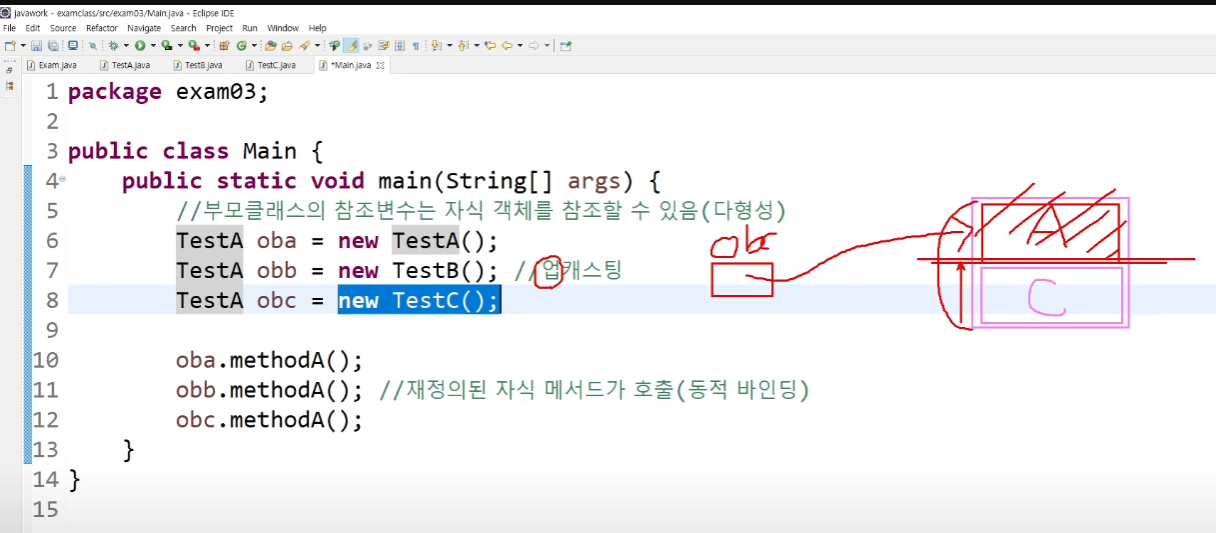 javawork - examclass/src/exam03/Main.java - Eclipse IDE
File Edit Source Refactor Navigate Search Project Run Window Help
Exam.java TestA.java TestB.java TestC.java *Main.java
1 package exam03;
2
3 public class Main {
4 public static void main(String[] args) {
5 //부모클래스의 참조변수는 자식 객체를 참조할 수 있음(다형성)
6 TestA oba = new TestA();
7 TestA obb = new TestB(); //업캐스팅
8 TestA obc = new TestC();
9
10 oba.methodA();
11 obb.methodA(); //재정의된 자식 메서드가 호출(동적 바인딩)
12 obc.methodA();
13 }
14 }
15
obc
A
C